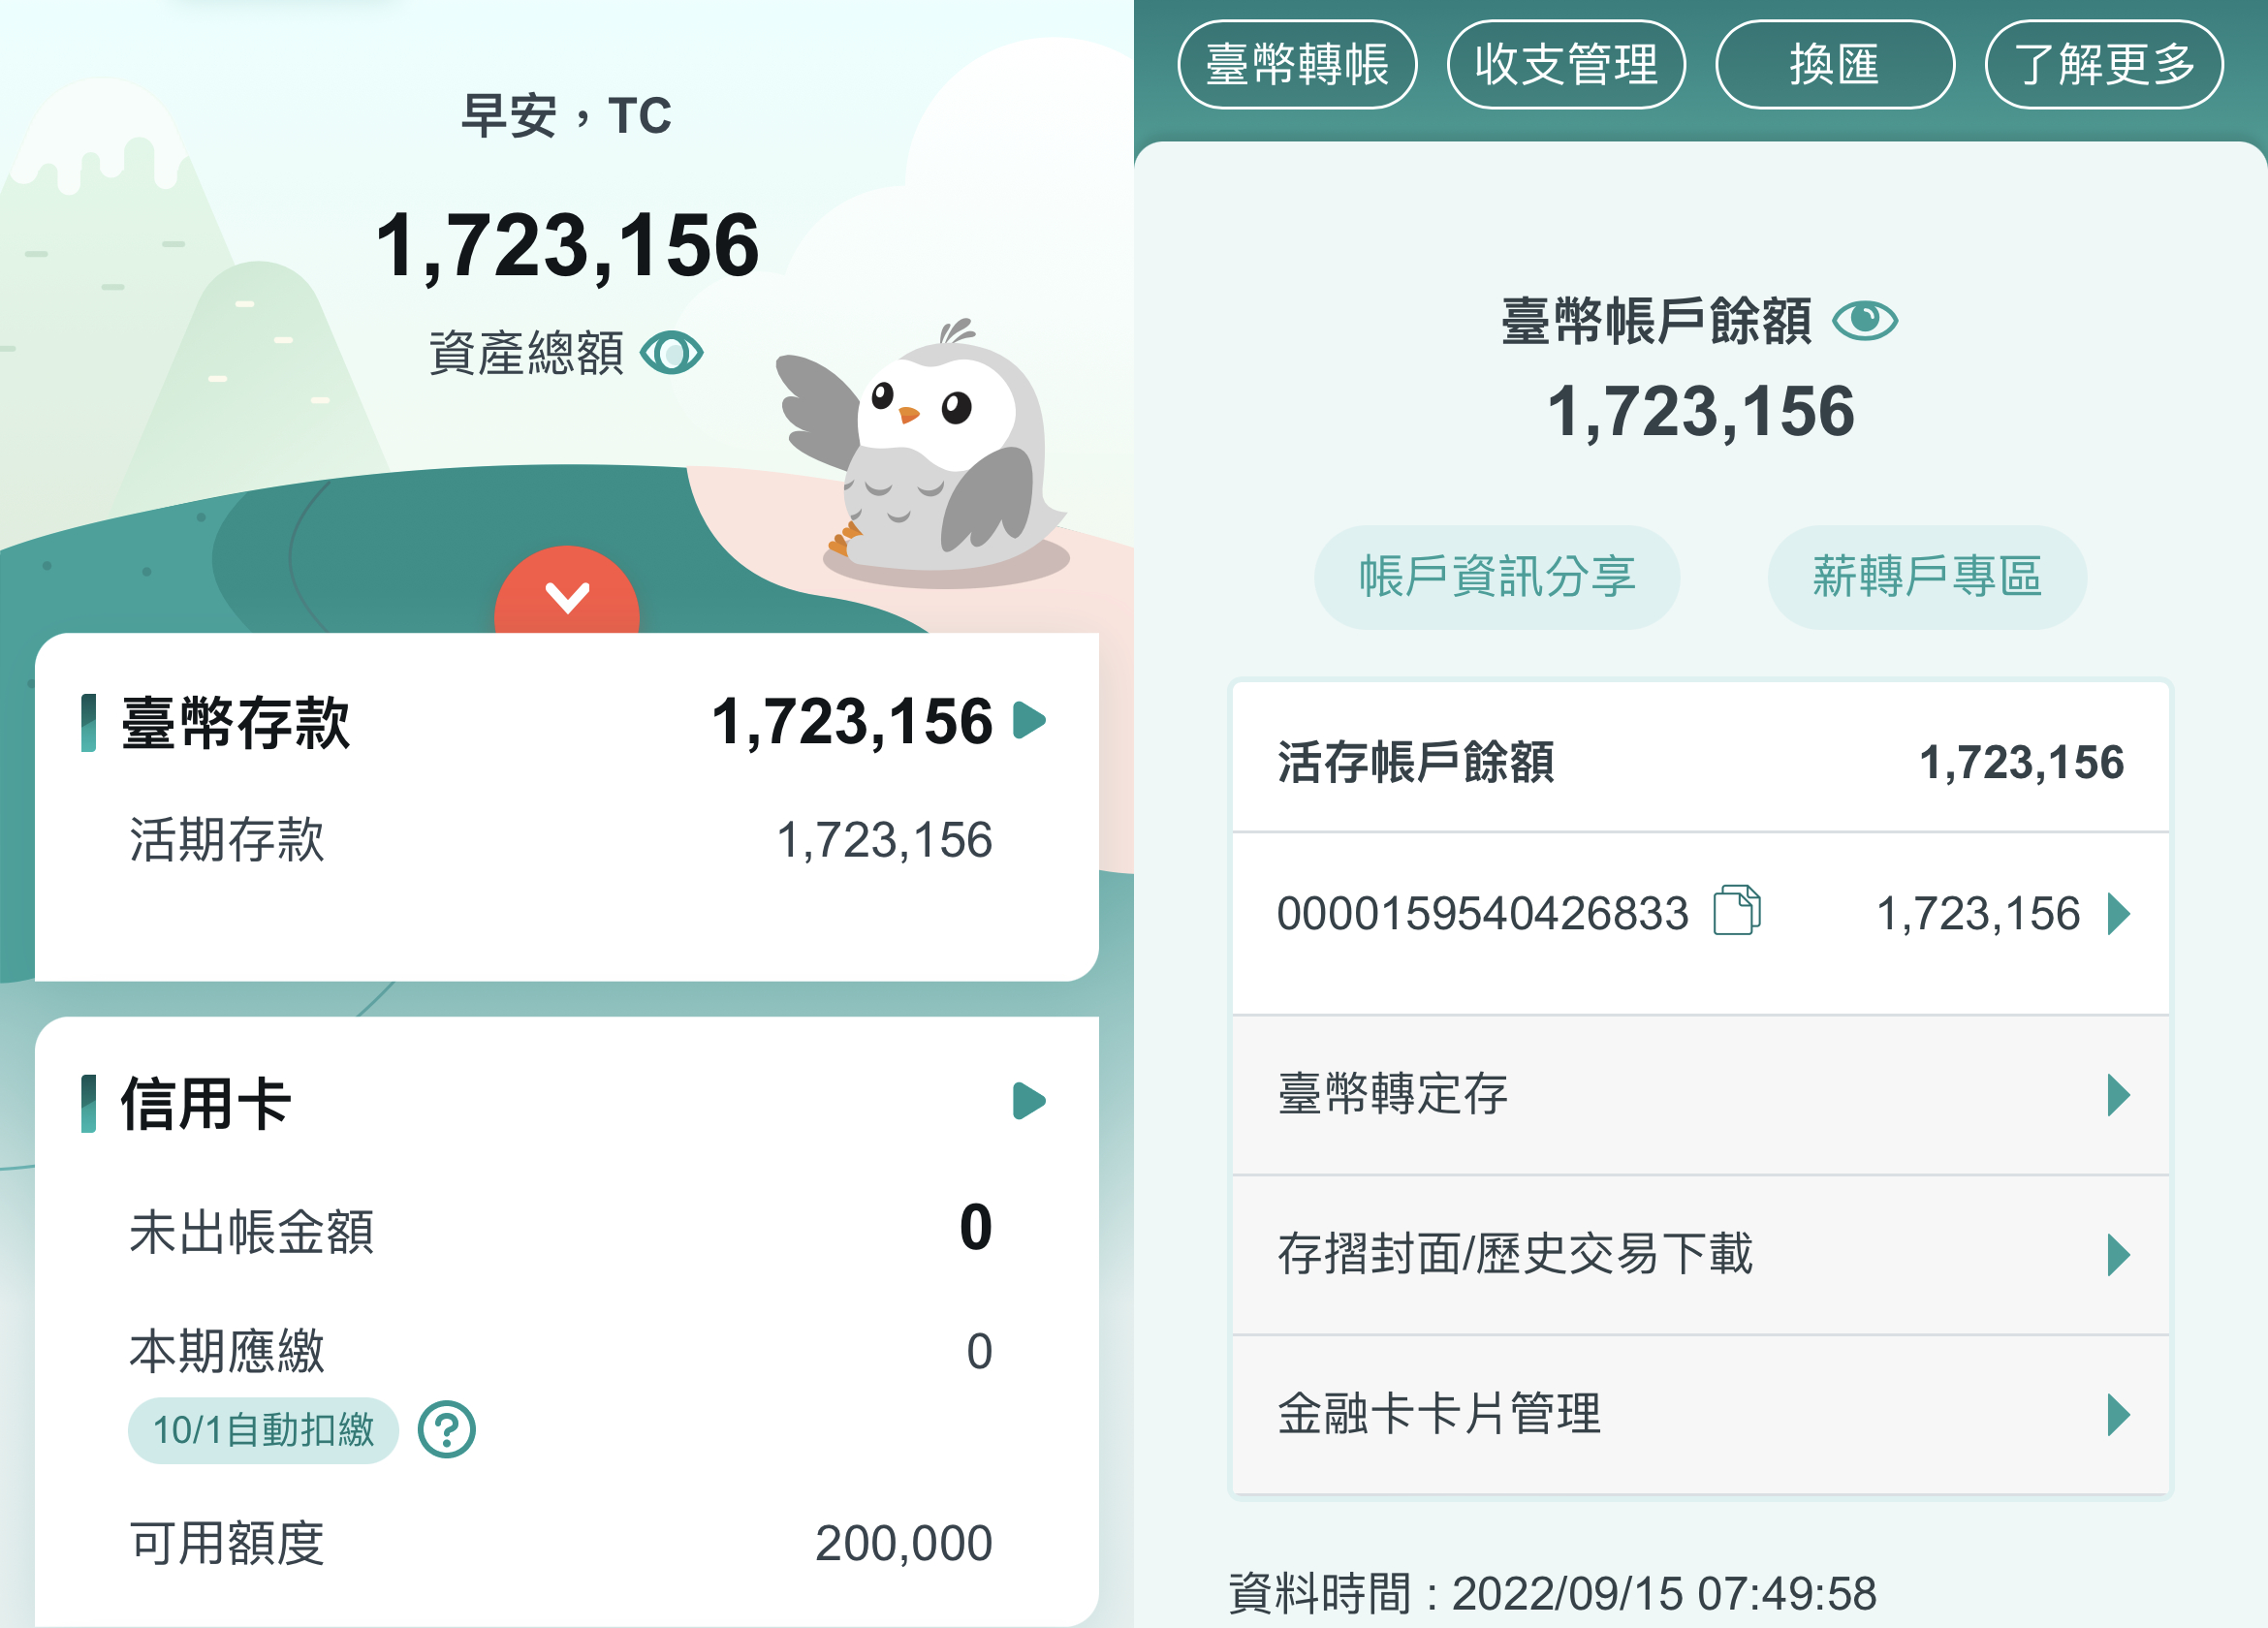 早安，TC
1,723,156
資產總額
臺幣存款 1,723,156
活期存款 1,723,156
信用卡
未出帳金額 0
本期應繳 0
10/1自動扣繳
可用額度 200,000
臺幣轉帳 收支管理 換匯 了解更多
臺幣帳戶餘額
1,723,156
帳戶資訊分享 薪轉戶專區
活存帳戶餘額 1,723,156
0000159540426833 1,723,156
臺幣轉定存
存摺封面/歷史交易下載
金融卡卡片管理
資料時間 : 2022/09/15 07:49:58